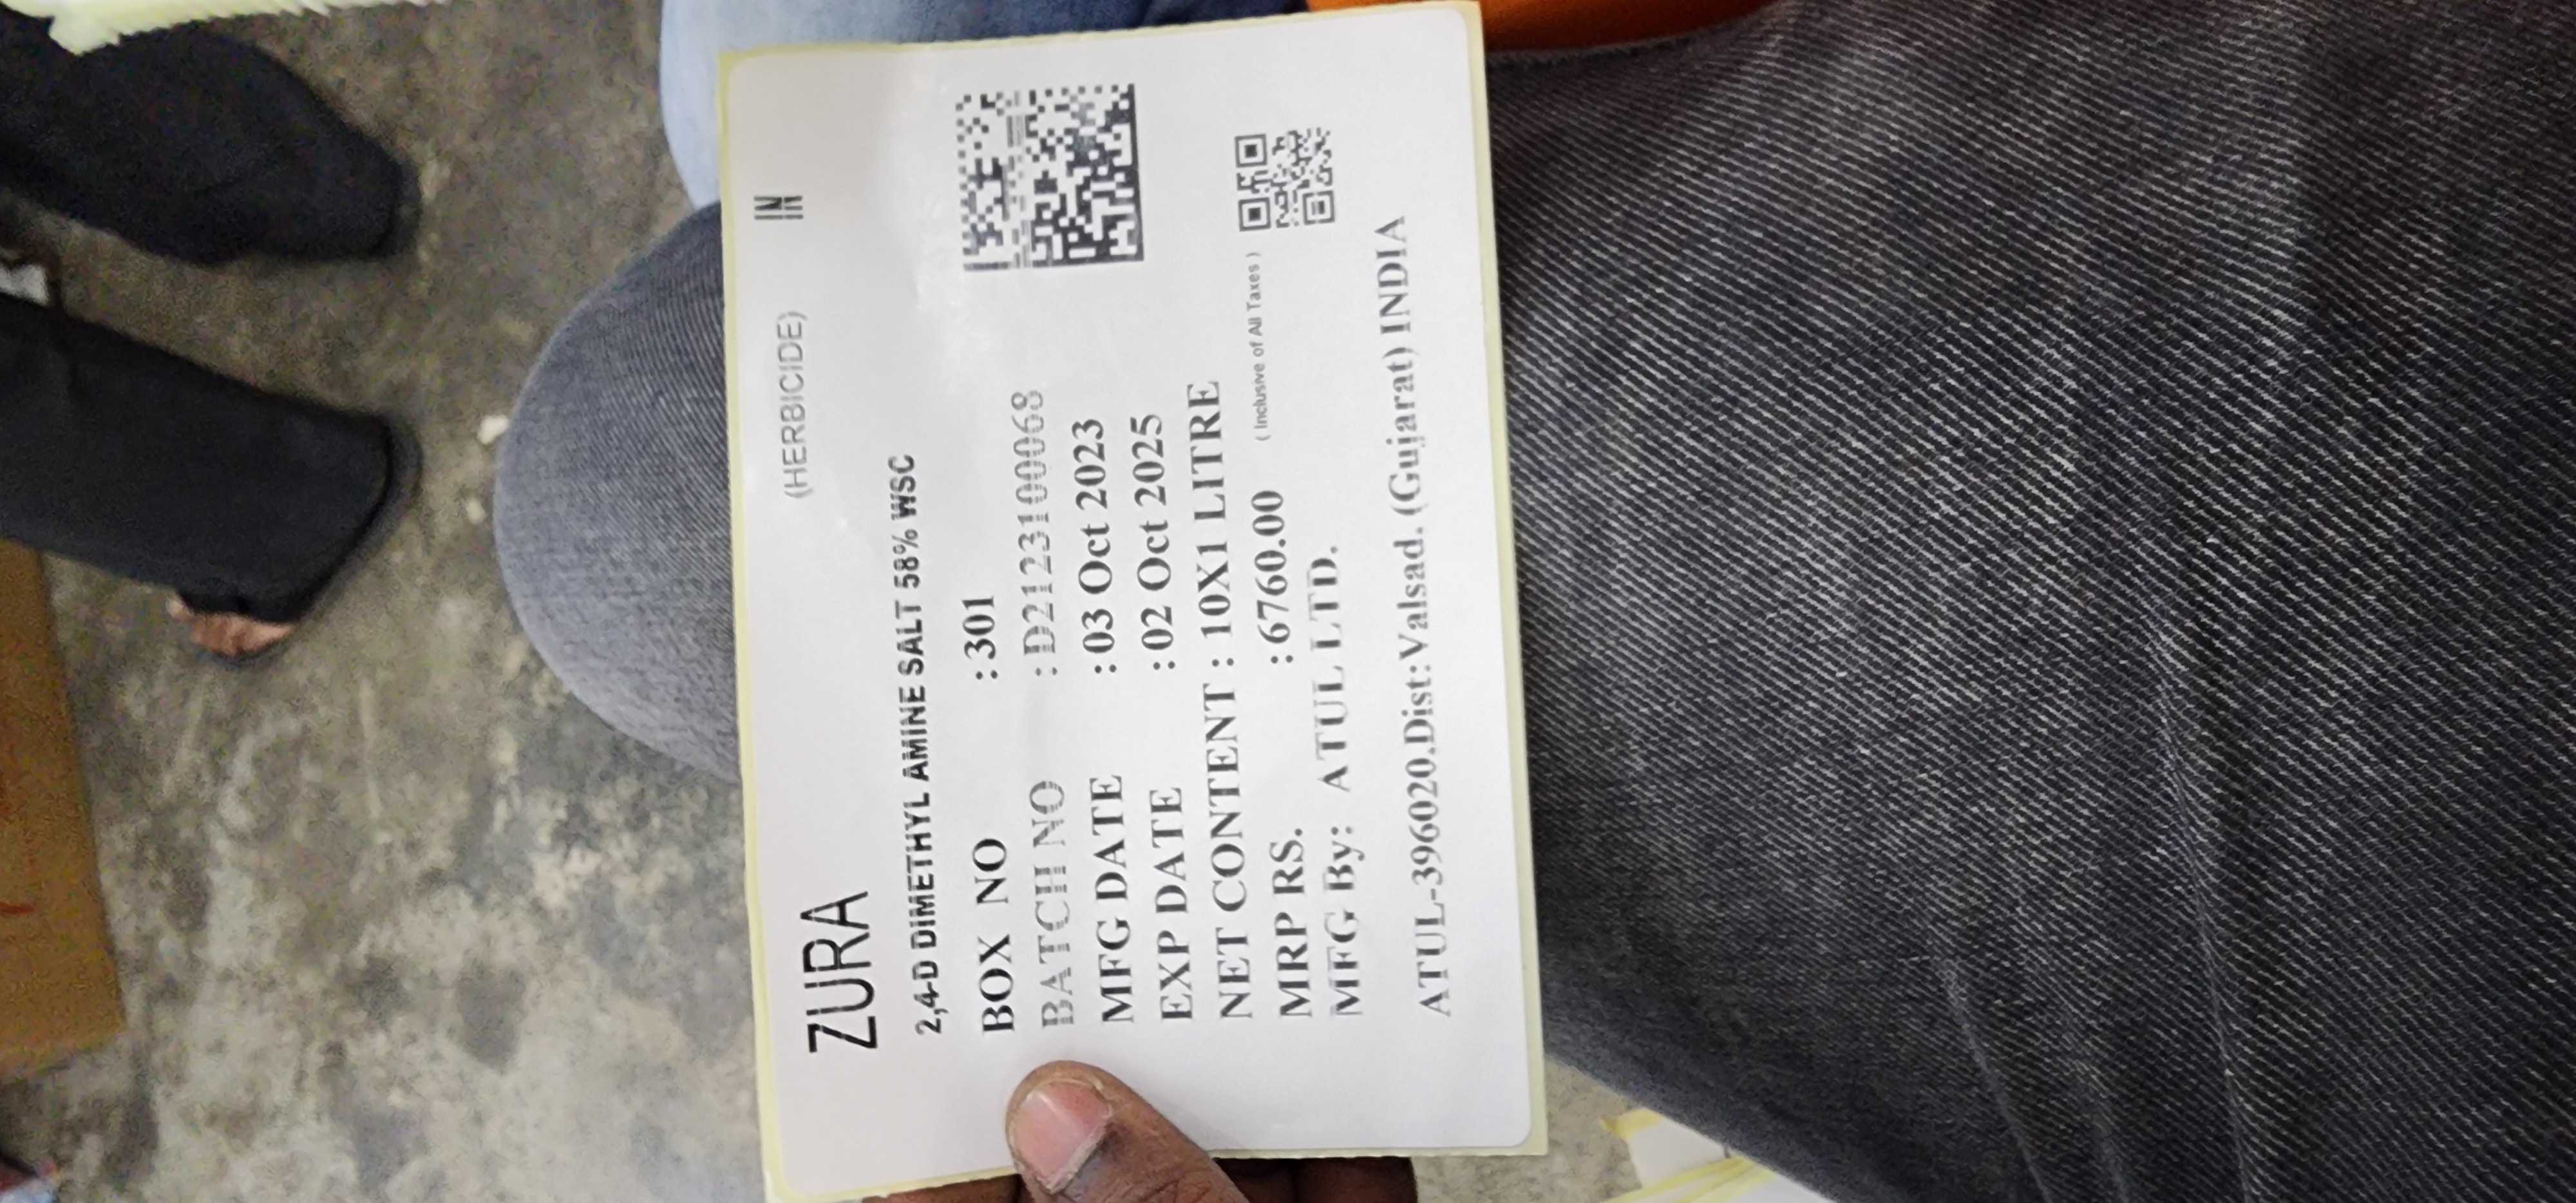 ZURA (HERBICIDE) IN
2,4-D DIMETHYL AMINE SALT 58% WSC
BOX NO : 301
BATCH NO : D2123100068
MFG DATE : 03 Oct 2023
EXP DATE : 02 Oct 2025
NET CONTENT : 10X1 LITRE
MRP RS. : 6760.00 ( Inclusive of All Taxes )
MFG By: ATUL LTD.
ATUL-396020.Dist:Valsad. (Gujarat) INDIA